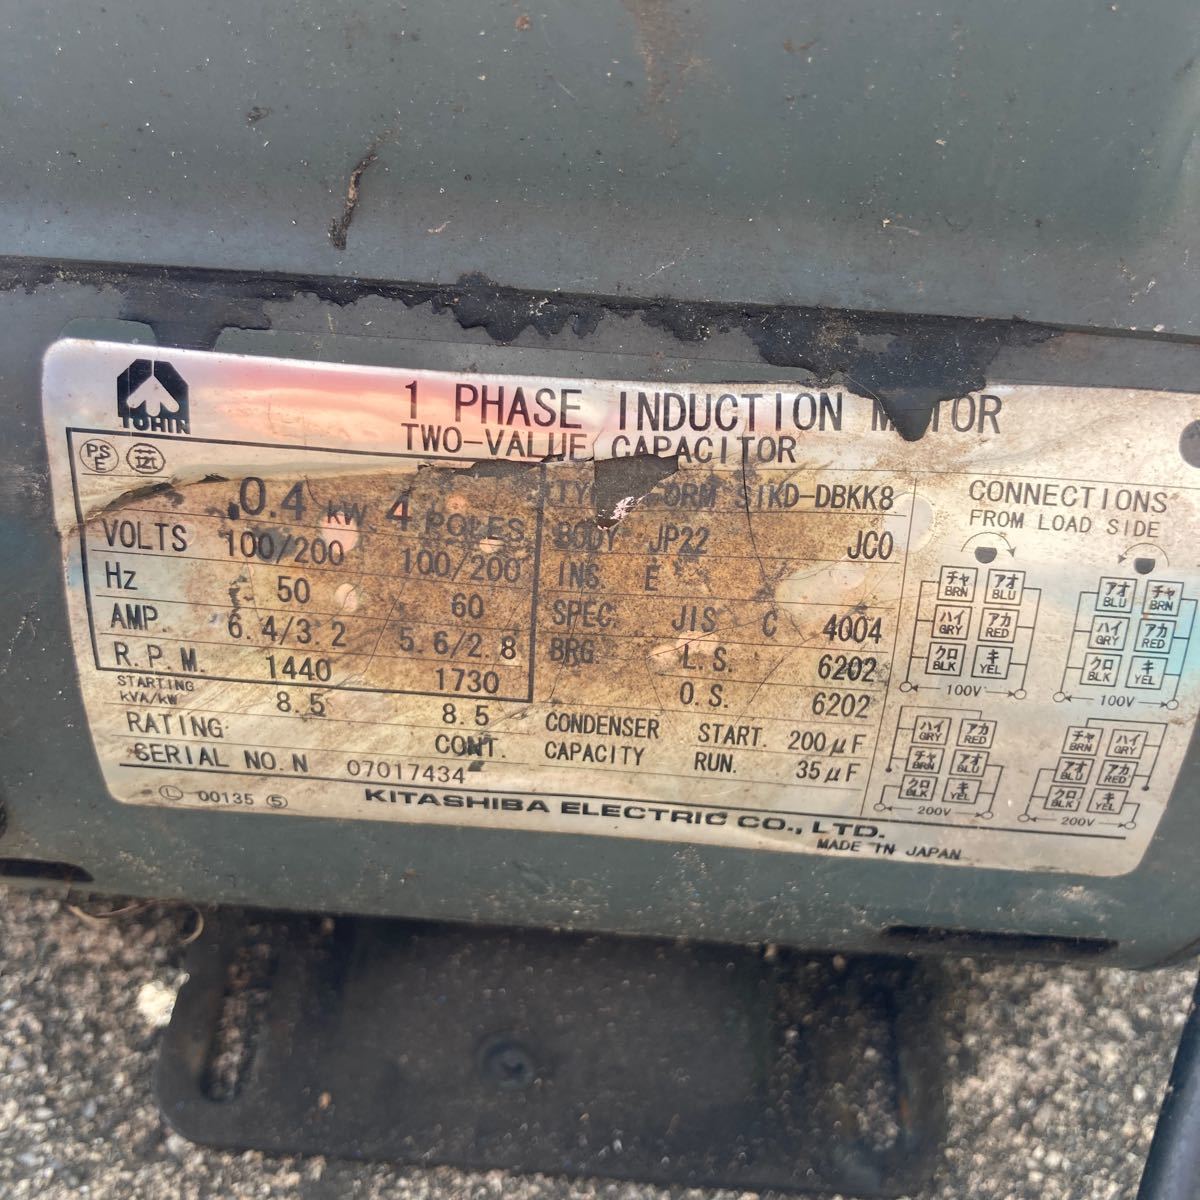 TOHIN
1 PHASE INDUCTION MOTOR
TWO-VALUE CAPACITOR
PS E
0.4 kW 4 POLES
VOLTS 100/200 100/200
Hz 50 60
AMP. 6.4/3.2 5.6/2.8
R.P.M. 1440 1730
STARTING kVA/kW 8.5 8.5
RATING CONT.
SERIAL NO. N 07017434
FORM SIKD-DBKK8
BODY JP22 JC0
INS. E
SPEC. JIS C 4004
BRG. L.S. 6202
O.S. 6202
CONDENSER CAPACITY START. 200μF
RUN. 35μF
CONNECTIONS
FROM LOAD SIDE
チャ BRN アオ BLU
ハイ GRY アカ RED
クロ BLK キ YEL
100V
アオ BLU チャ BRN
ハイ GRY アカ RED
クロ BLK キ YEL
100V
ハイ GRY アカ RED
チャ BRN アオ BLU
クロ BLK キ YEL
200V
チャ BRN ハイ GRY
アオ BLU アカ RED
クロ BLK キ YEL
200V
Ⓛ 00135 ⑤
KITASHIBA ELECTRIC CO., LTD.
MADE IN JAPAN